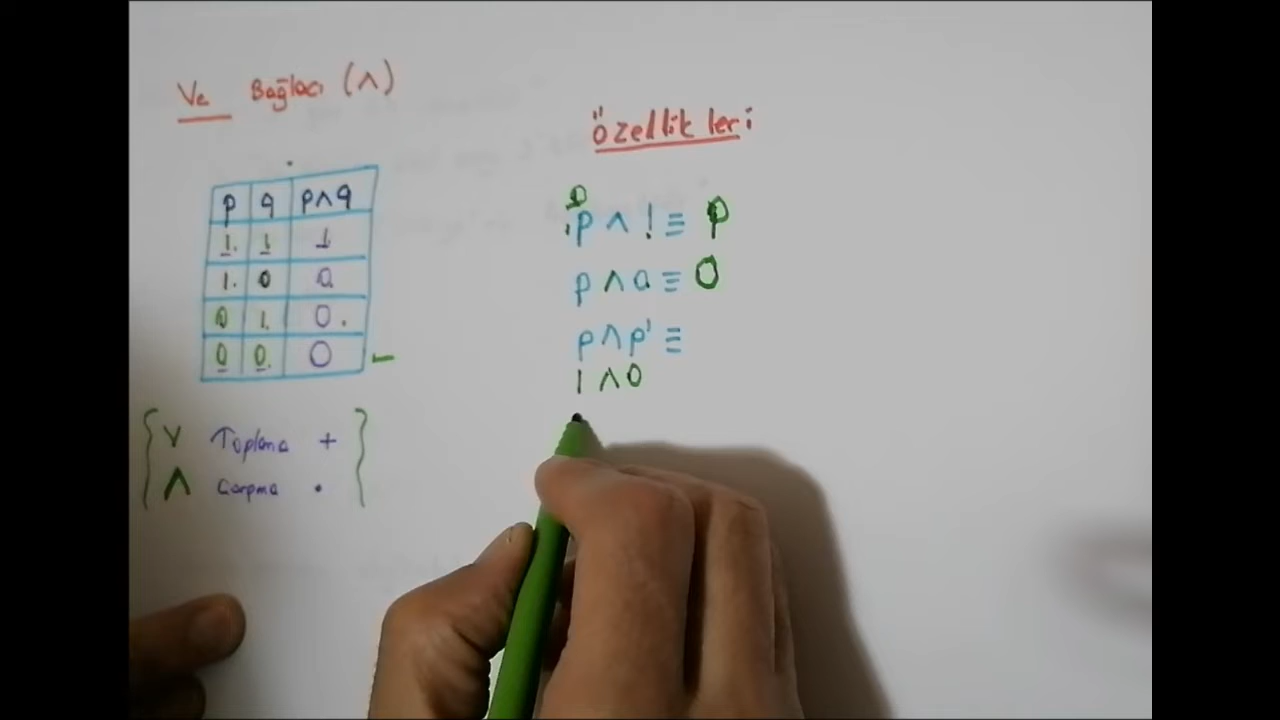 Ve Bağlacı (∧)
p q p∧q
1. 1 1
1. 0 0
0 1. 0.
0 0. 0
∨ Toplama +
∧ Çarpma •
Özellikleri
p ∧ 1 ≡ p
p ∧ 0 ≡ 0
p ∧ p' ≡
1 ∧ 0